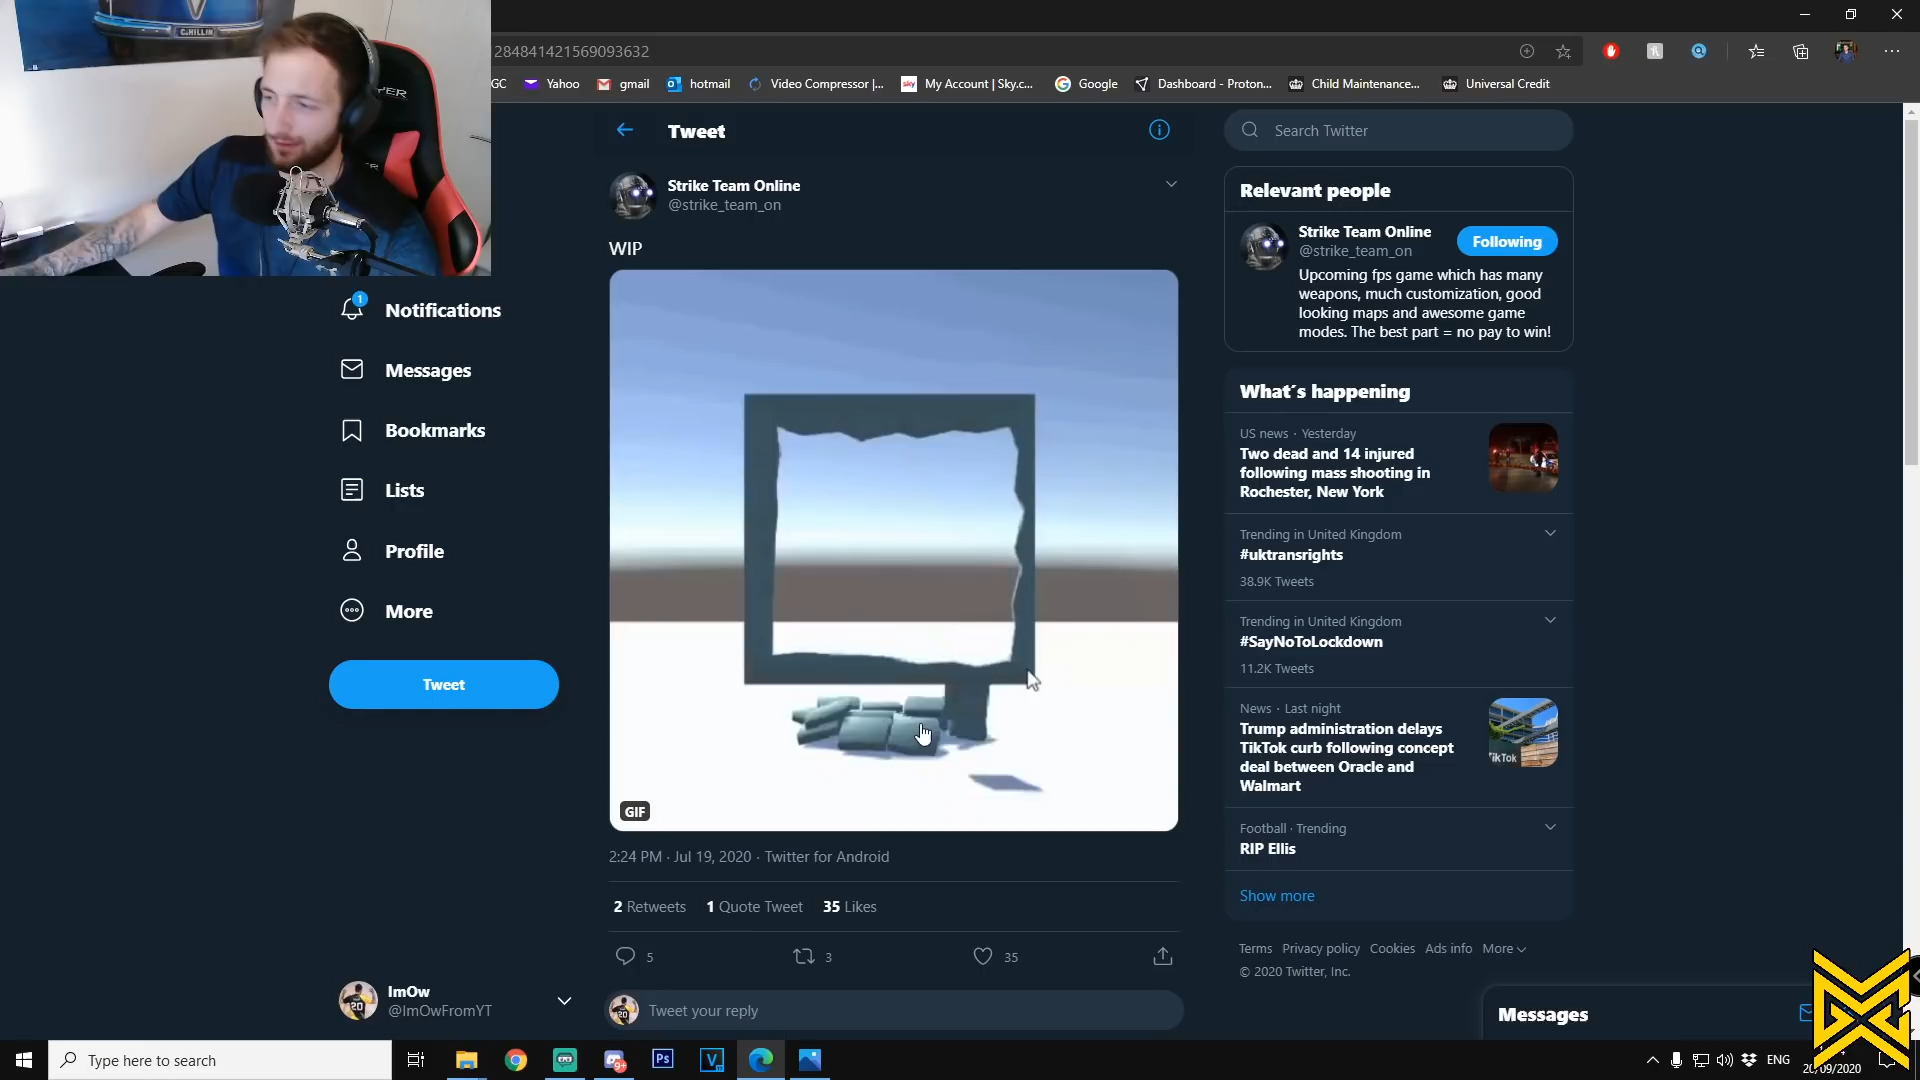 CHILLIN
284841421569093632
GC
Yahoo
gmail
hotmail
Video Compressor |...
sky
My Account | Sky.c...
Google
Dashboard - Proton...
Child Maintenance...
Universal Credit
Tweet
Search Twitter
Strike Team Online
@strike_team_on
WIP
GIF
2:24 PM · Jul 19, 2020 · Twitter for Android
2 Retweets 1 Quote Tweet 35 Likes
5
3
35
Tweet your reply
1
Notifications
Messages
Bookmarks
Lists
Profile
More
Tweet
ImOw
@ImOwFromYT
Relevant people
Strike Team Online
@strike_team_on
Following
Upcoming fps game which has many
weapons, much customization, good
looking maps and awesome game
modes. The best part = no pay to win!
What´s happening
US news · Yesterday
Two dead and 14 injured
following mass shooting in
Rochester, New York
Trending in United Kingdom
#uktransrights
38.9K Tweets
Trending in United Kingdom
#SayNoToLockdown
11.2K Tweets
News · Last night
Trump administration delays
TikTok curb following concept
deal between Oracle and
Walmart
Football · Trending
RIP Ellis
Show more
Terms Privacy policy Cookies Ads info More
© 2020 Twitter, Inc.
Messages
Type here to search
Ps
V
ENG
20/09/2020